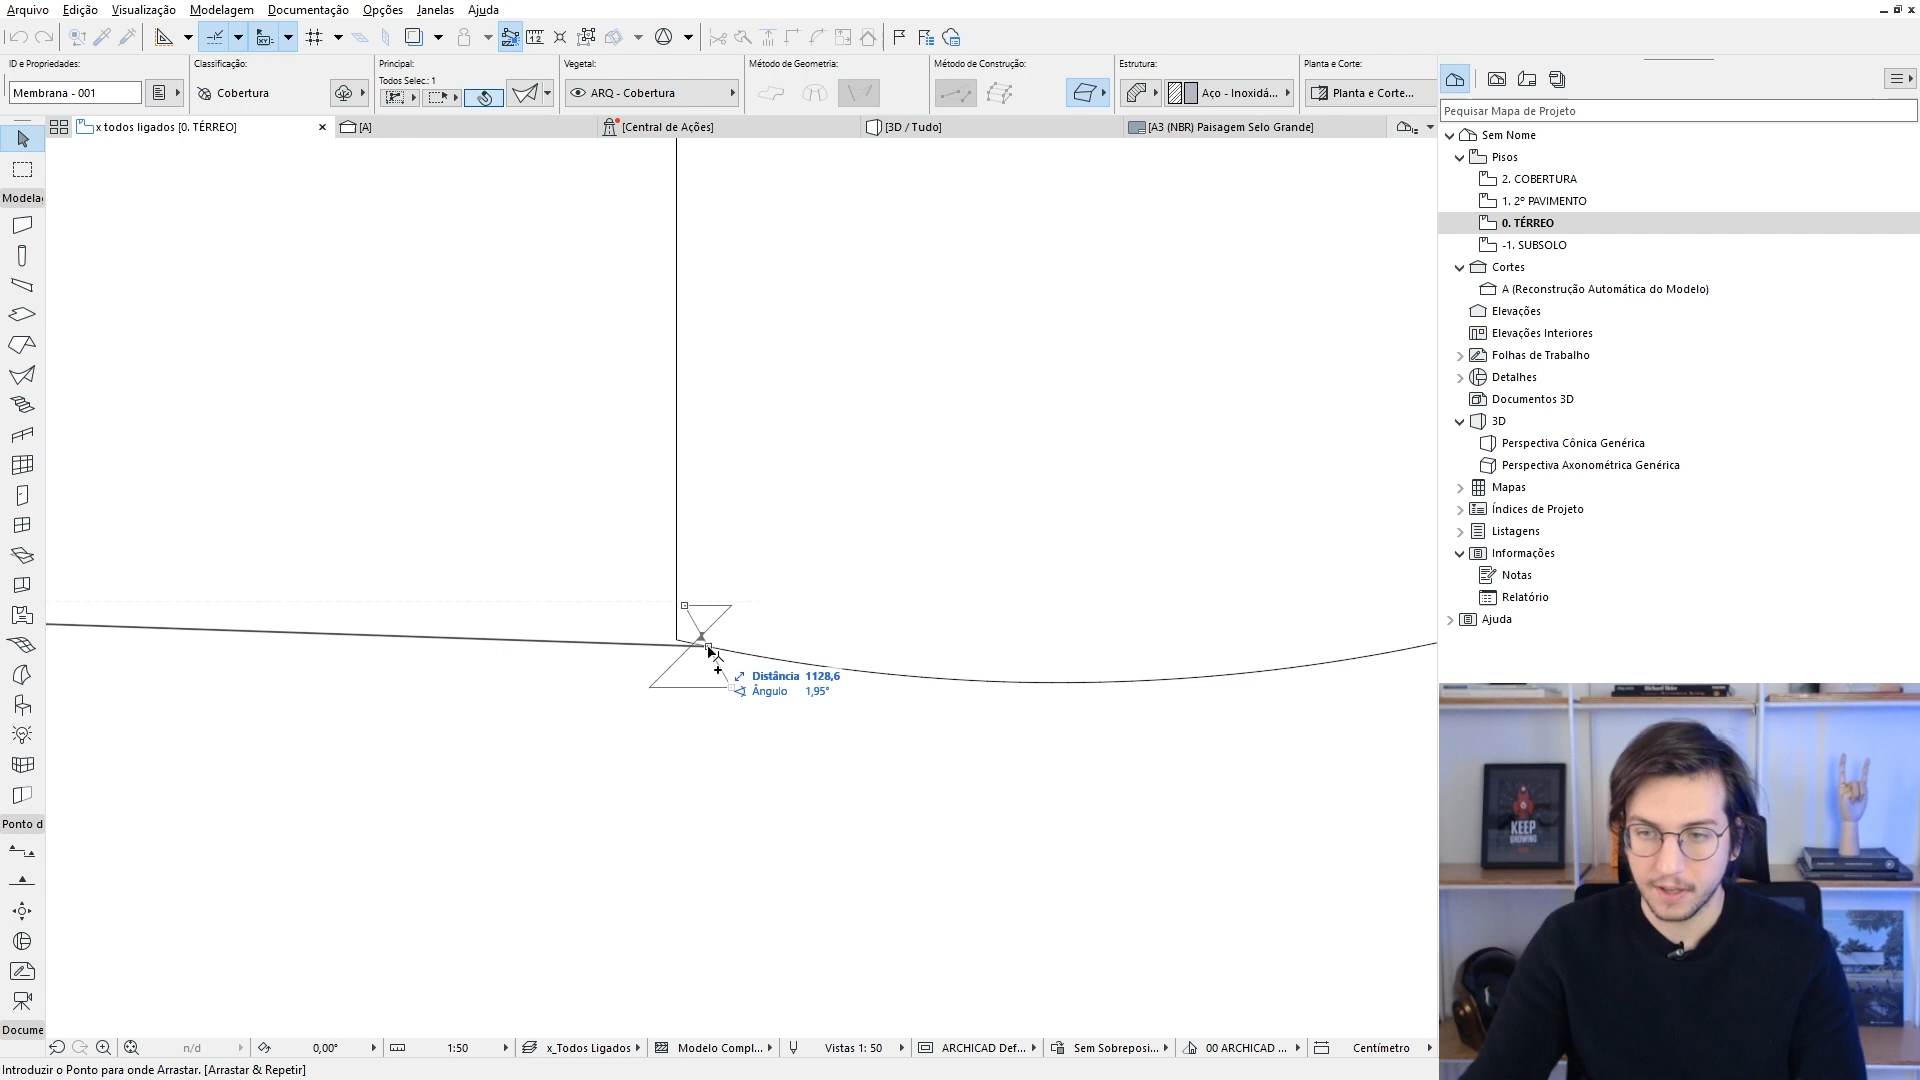 Arquivo Edição Visualização Modelagem Documentação Opções Janelas Ajuda
ID e Propriedades: Classificação: Principal: Vegetal: Método de Geometria: Método de Construção: Estrutura: Planta e Corte:
Todos Selec.: 1
Membrana - 001 Cobertura ARQ - Cobertura Aço - Inoxidá... Planta e Corte...
x todos ligados [0. TÉRREO] [A] [Central de Ações] [3D / Tudo] [A3 (NBR) Paisagem Selo Grande]
Pequisar Mapa de Projeto
Sem Nome
Pisos
2. COBERTURA
1. 2º PAVIMENTO
0. TÉRREO
-1. SUBSOLO
Cortes
A (Reconstrução Automática do Modelo)
Elevações
Elevações Interiores
Folhas de Trabalho
Detalhes
Documentos 3D
3D
Perspectiva Cônica Genérica
Perspectiva Axonométrica Genérica
Mapas
Índices de Projeto
Listagens
Informações
Notas
Relatório
Ajuda
Modela
Ponto d
Docume
Distância 1128,6
Ângulo 1,95°
KEEP
GROWING
n/d 0,00° 1:50 x_Todos Ligados Modelo Compl... Vistas 1: 50 ARCHICAD Def... Sem Sobreposi... 00 ARCHICAD ... Centímetro
Introduzir o Ponto para onde Arrastar. [Arrastar & Repetir]